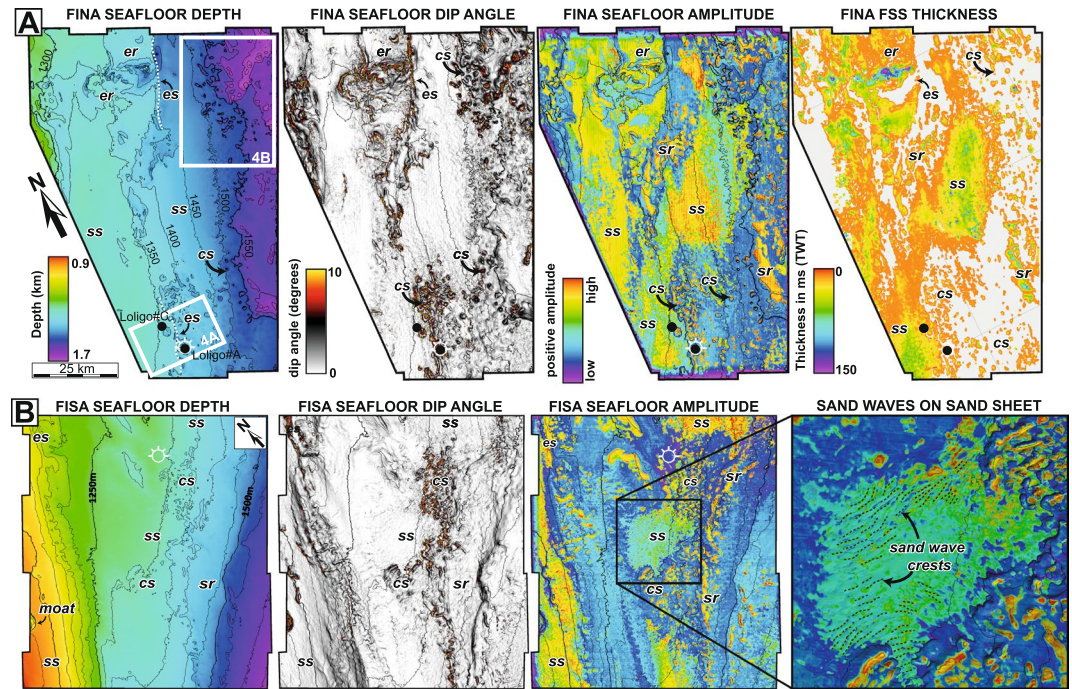 A
FINA SEAFLOOR DEPTH
1300
er
er
es
4B
N
ss
ss
1450
1500
1400
1350
1550
cs
Depth (km)
0.9
1.7
25 km
Loligo#C
es
4A
Loligo#A
FINA SEAFLOOR DIP ANGLE
er
cs
es
cs
cs
dip angle (degrees)
10
0
FINA SEAFLOOR AMPLITUDE
er
sr
ss
ss
sr
cs
cs
ss
positive amplitude
high
low
FINA FSS THICKNESS
er
cs
es
sr
ss
sr
cs
ss
cs
Thickness in ms (TWT)
0
150
B
FISA SEAFLOOR DEPTH
es
ss
N
1250m
cs
1500m
ss
cs
sr
moat
ss
FISA SEAFLOOR DIP ANGLE
es
ss
cs
ss
cs
sr
ss
FISA SEAFLOOR AMPLITUDE
es
ss
cs
sr
ss
cs
sr
ss
SAND WAVES ON SAND SHEET
sand wave
crests